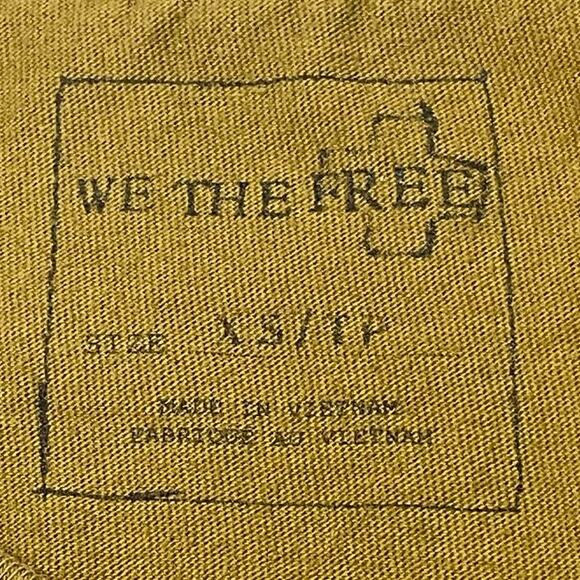 WE THE FREE
SIZE XS/TP
MADE IN VIETNAM
FABRIQUE AU VIETNAM